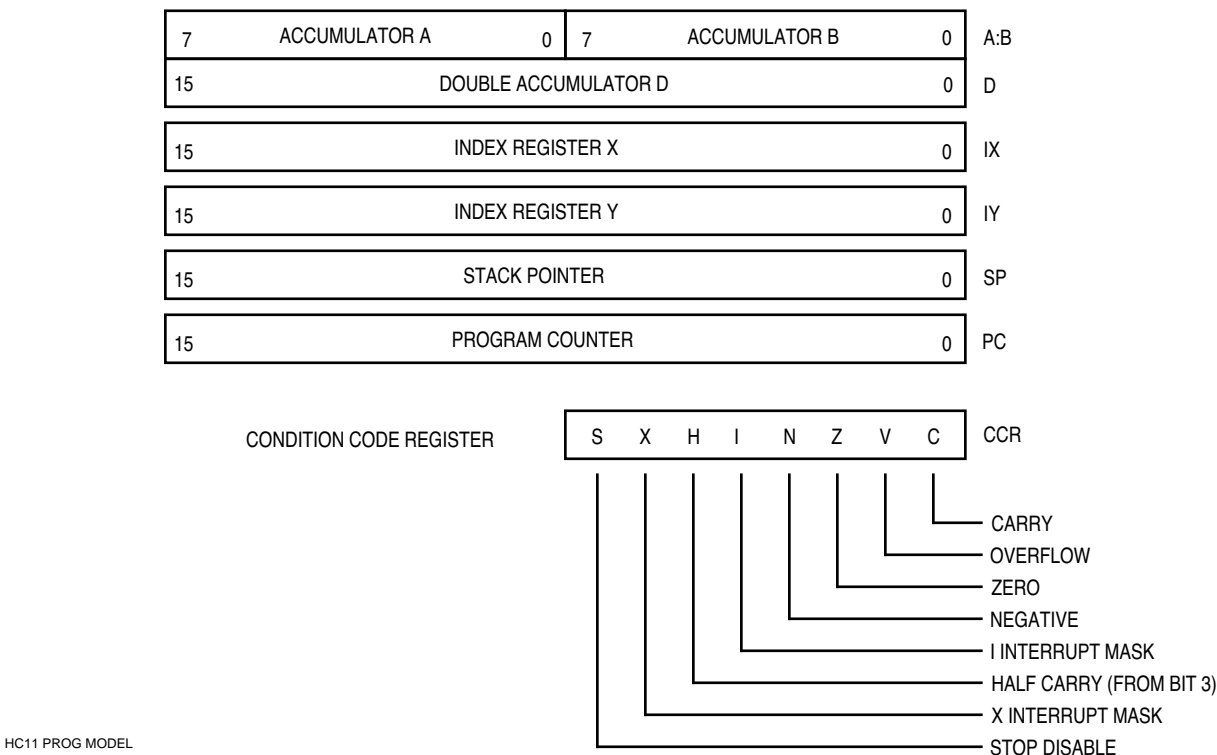 7 ACCUMULATOR A 0 7 ACCUMULATOR B 0 A:B
15 DOUBLE ACCUMULATOR D 0 D
15 INDEX REGISTER X 0 IX
15 INDEX REGISTER Y 0 IY
15 STACK POINTER 0 SP
15 PROGRAM COUNTER 0 PC
CONDITION CODE REGISTER S X H I N Z V C CCR
CARRY
OVERFLOW
ZERO
NEGATIVE
I INTERRUPT MASK
HALF CARRY (FROM BIT 3)
X INTERRUPT MASK
STOP DISABLE
HC11 PROG MODEL